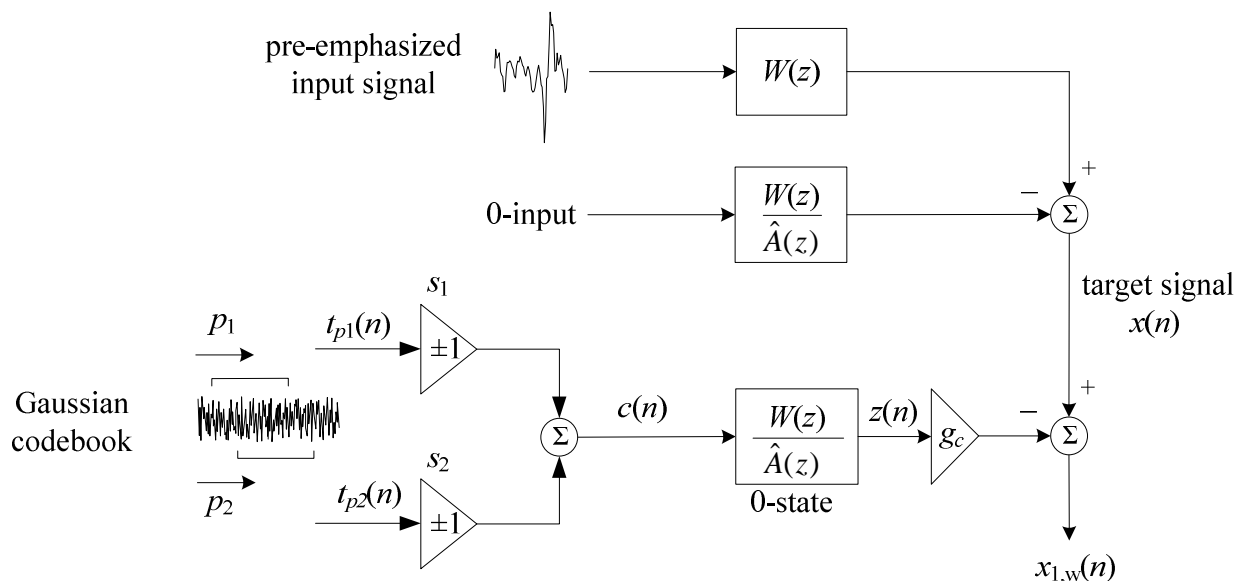 pre-emphasized
input signal
W(z)
+
0-input
W(z)
Â(z)
−
Σ
target signal
x(n)
s₁
p₁
tₚ₁(n)
±1
Gaussian
codebook
Σ
c(n)
W(z)
Â(z)
0-state
z(n)
g_c
−
+
Σ
s₂
p₂
tₚ₂(n)
±1
x₁,w(n)